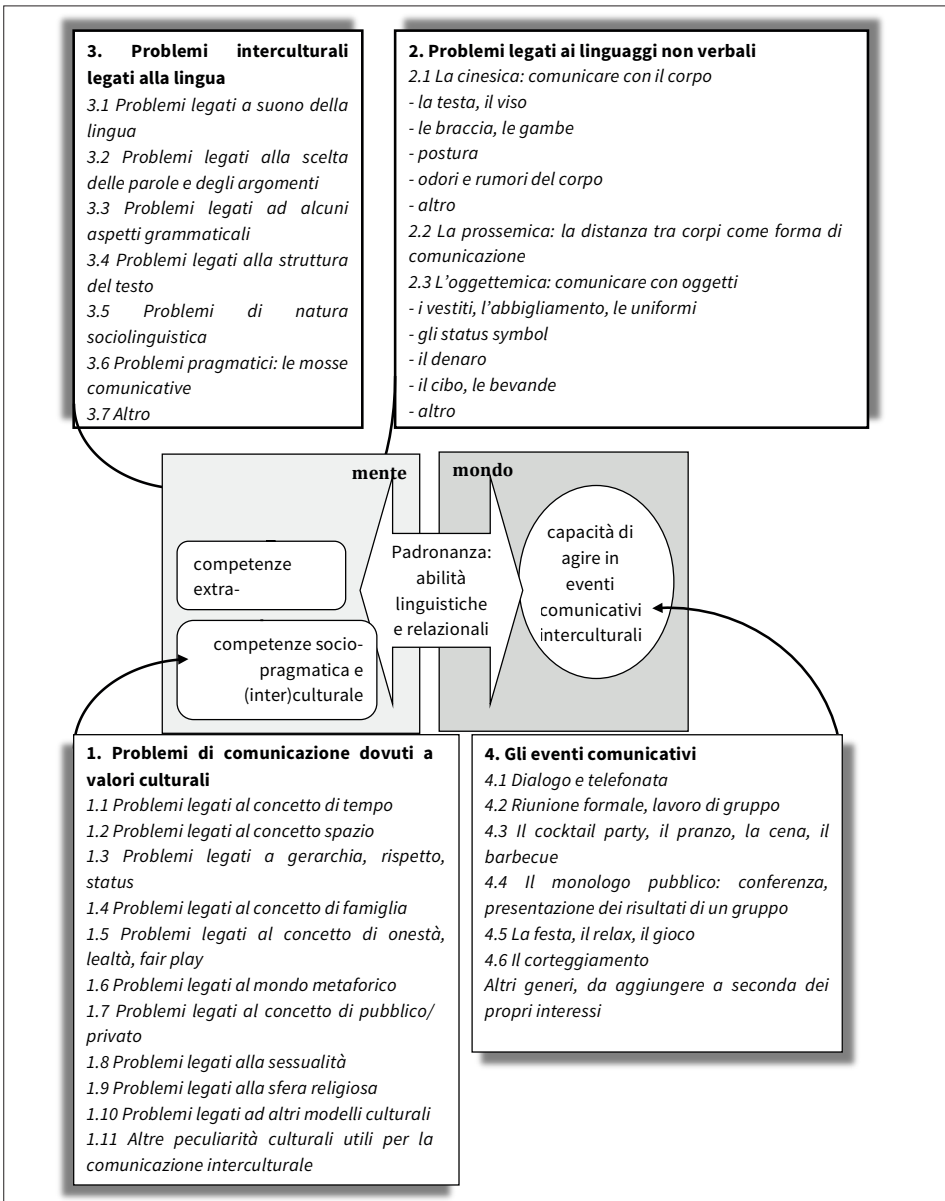 3. Problemi interculturali
legati alla lingua
3.1 Problemi legati a suono della
lingua
3.2 Problemi legati alla scelta
delle parole e degli argomenti
3.3 Problemi legati ad alcuni
aspetti grammaticali
3.4 Problemi legati alla struttura
del testo
3.5 Problemi di natura
sociolinguistica
3.6 Problemi pragmatici: le mosse
comunicative
3.7 Altro
2. Problemi legati ai linguaggi non verbali
2.1 La cinesica: comunicare con il corpo
- la testa, il viso
- le braccia, le gambe
- postura
- odori e rumori del corpo
- altro
2.2 La prossemica: la distanza tra corpi come forma di
comunicazione
2.3 L'oggettemica: comunicare con oggetti
- i vestiti, l'abbigliamento, le uniformi
- gli status symbol
- il denaro
- il cibo, le bevande
- altro
mente
mondo
competenze
extra-
competenze socio-
pragmatica e
(inter)culturale
Padronanza:
abilità
linguistiche
e relazionali
capacità di
agire in
eventi
comunicativi
interculturali
1. Problemi di comunicazione dovuti a
valori culturali
1.1 Problemi legati al concetto di tempo
1.2 Problemi legati al concetto spazio
1.3 Problemi legati a gerarchia, rispetto,
status
1.4 Problemi legati al concetto di famiglia
1.5 Problemi legati al concetto di onestà,
lealtà, fair play
1.6 Problemi legati al mondo metaforico
1.7 Problemi legati al concetto di pubblico/
privato
1.8 Problemi legati alla sessualità
1.9 Problemi legati alla sfera religiosa
1.10 Problemi legati ad altri modelli culturali
1.11 Altre peculiarità culturali utili per la
comunicazione interculturale
4. Gli eventi comunicativi
4.1 Dialogo e telefonata
4.2 Riunione formale, lavoro di gruppo
4.3 Il cocktail party, il pranzo, la cena, il
barbecue
4.4 Il monologo pubblico: conferenza,
presentazione dei risultati di un gruppo
4.5 La festa, il relax, il gioco
4.6 Il corteggiamento
Altri generi, da aggiungere a seconda dei
propri interessi